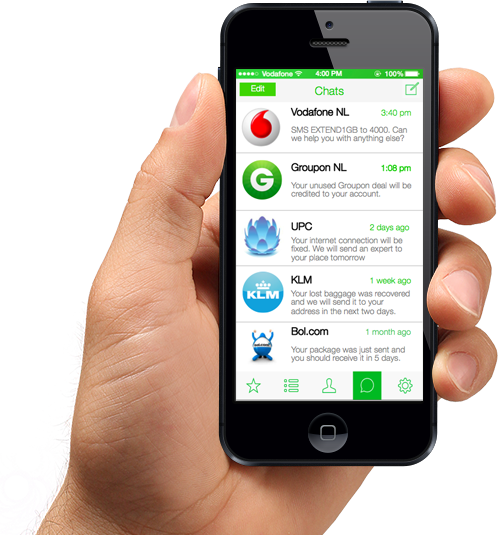 Vodafone 4:00 PM 100%
Edit Chats
Vodafone NL 3:40 pm
SMS EXTEND1GB to 4000. Can
we help you with anything else?
Groupon NL 1:08 pm
G
Your unused Groupon deal will be
credited to your account.
UPC 2 days ago
Your internet connection will be
fixed. We will send an expert to
your place tomorrow
KLM 1 week ago
KLM
Your lost baggage was recovered
and we will send it to your
address in the next two days.
Bol.com 1 month ago
Your package was just sent and
you should receive it in 5 days.